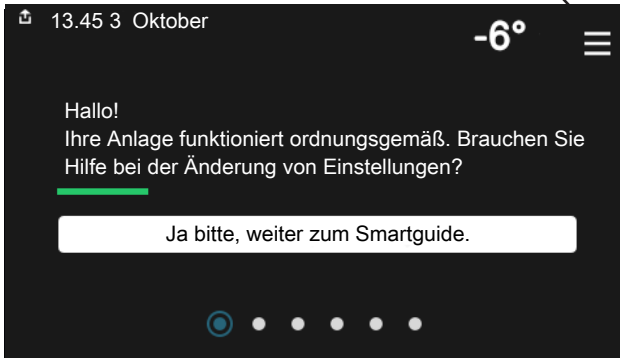 13.45 3 Oktober
-6°
Hallo!
Ihre Anlage funktioniert ordnungsgemäß. Brauchen Sie
Hilfe bei der Änderung von Einstellungen?
Ja bitte, weiter zum Smartguide.